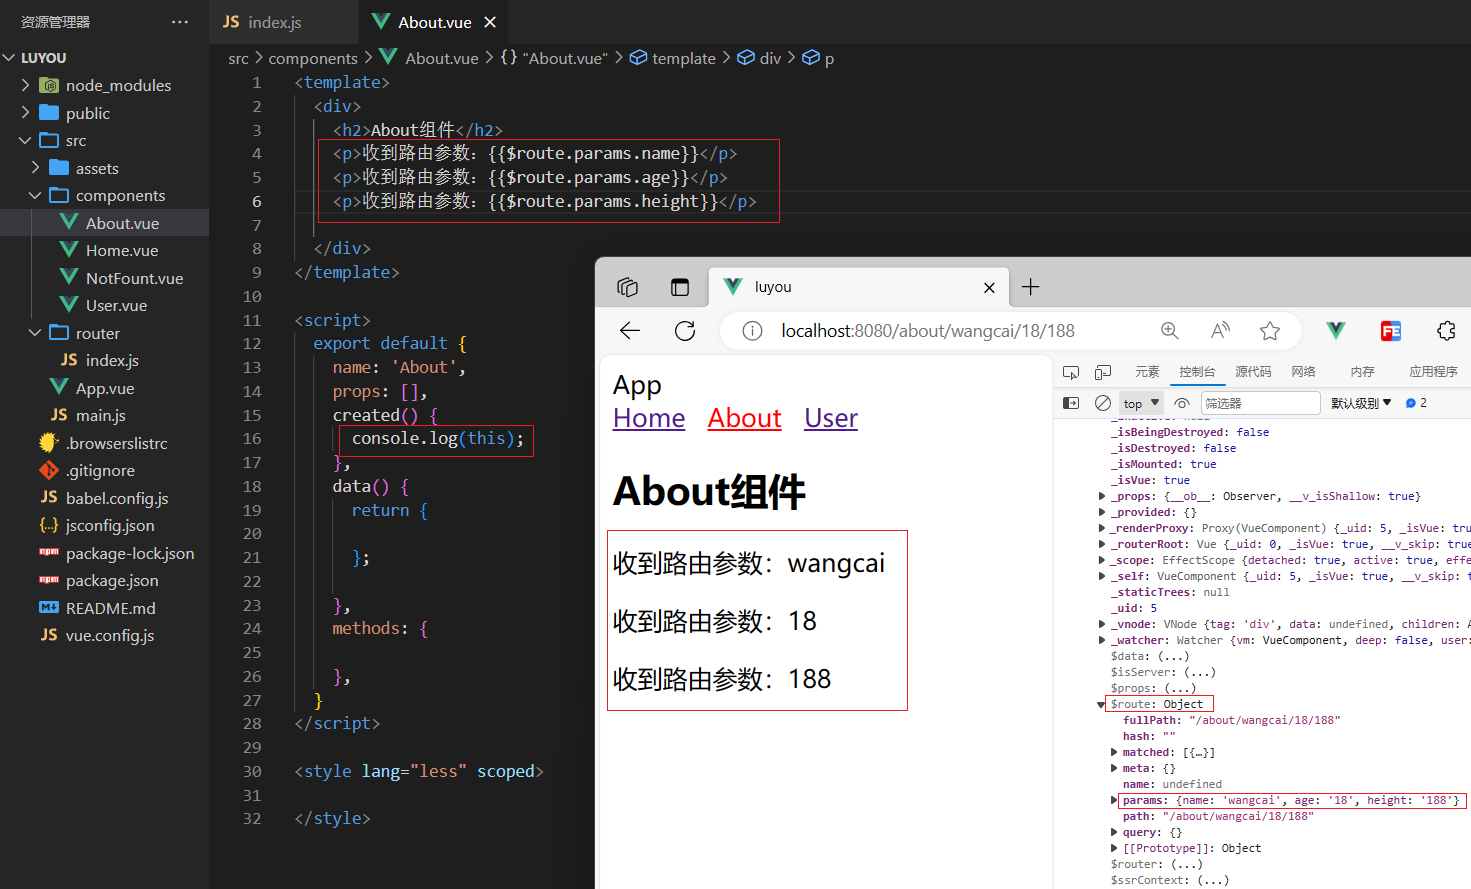 资源管理器 ···
LUYOU
node_modules
public
src
assets
components
About.vue
Home.vue
NotFount.vue
User.vue
router
JS index.js
App.vue
JS main.js
.browserslistrc
.gitignore
JS babel.config.js
{..} jsconfig.json
npm package-lock.json
npm package.json
README.md
JS vue.config.js
JS index.js
About.vue
src > components > About.vue > {} "About.vue" > template > div > p
1 <template>
2 <div>
3 <h2>About组件</h2>
4 <p>收到路由参数：{{$route.params.name}}</p>
5 <p>收到路由参数：{{$route.params.age}}</p>
6 <p>收到路由参数：{{$route.params.height}}</p>
7
8 </div>
9 </template>
10
11 <script>
12 export default {
13 name: 'About',
14 props: [],
15 created() {
16 console.log(this);
17 },
18 data() {
19 return {
20
21 };
22
23 },
24 methods: {
25
26 },
27 }
28 </script>
29
30 <style lang="less" scoped>
31
32 </style>
luyou
localhost:8080/about/wangcai/18/188
FE
App
Home About User
About组件
收到路由参数：wangcai
收到路由参数：18
收到路由参数：188
元素 控制台 源代码 网络 内存 应用程序
top 筛选器 默认级别 2
_isBeingDestroyed: false
_isDestroyed: false
_isMounted: true
_isVue: true
_props: {__ob__: Observer, __v_isShallow: true}
_provided: {}
_renderProxy: Proxy(VueComponent) {_uid: 5, _isVue: tru
_routerRoot: Vue {_uid: 0, _isVue: true, __v_skip: true
_scope: EffectScope {detached: true, active: true, effe
_self: VueComponent {_uid: 5, _isVue: true, __v_skip: t
_staticTrees: null
_uid: 5
_vnode: VNode {tag: 'div', data: undefined, children: A
_watcher: Watcher {vm: VueComponent, deep: false, user:
$data: (...)
$isServer: (...)
$props: (...)
$route: Object
fullPath: "/about/wangcai/18/188"
hash: ""
matched: [{…}]
meta: {}
name: undefined
params: {name: 'wangcai', age: '18', height: '188'}
path: "/about/wangcai/18/188"
query: {}
[[Prototype]]: Object
$router: (...)
$ssrContext: (...)